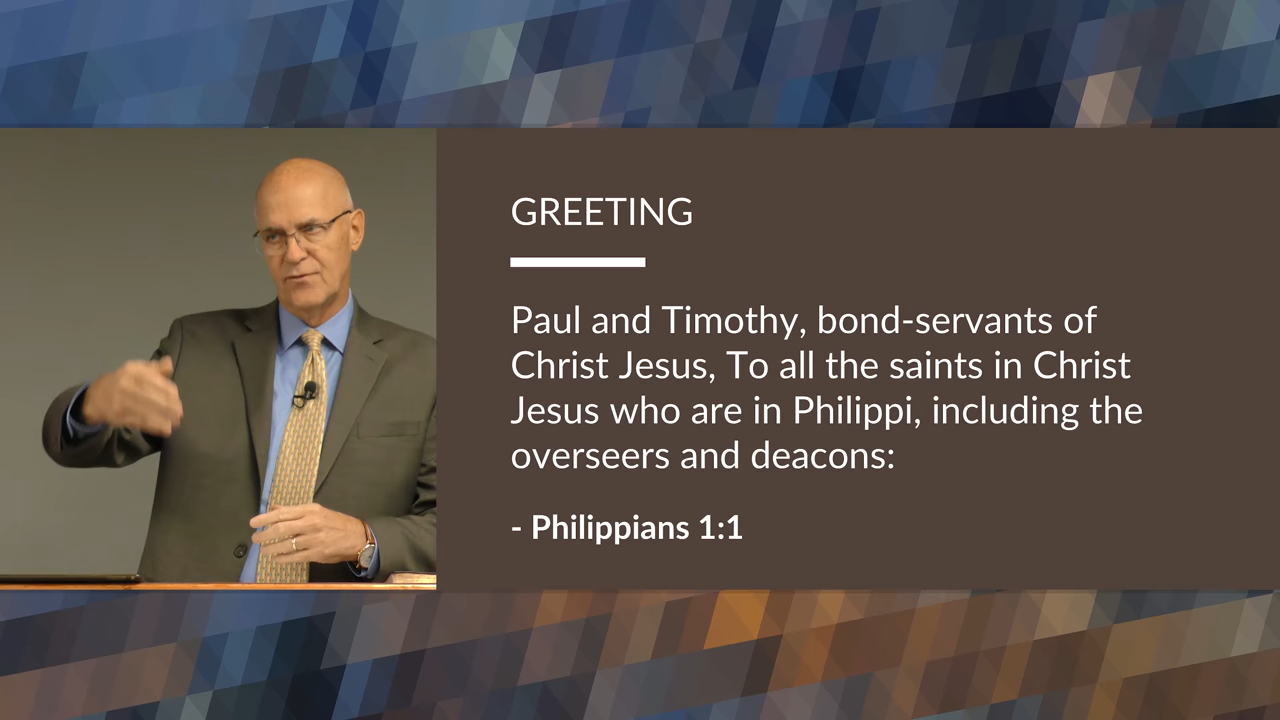 GREETING
Paul and Timothy, bond-servants of
Christ Jesus, To all the saints in Christ
Jesus who are in Philippi, including the
overseers and deacons:
- Philippians 1:1